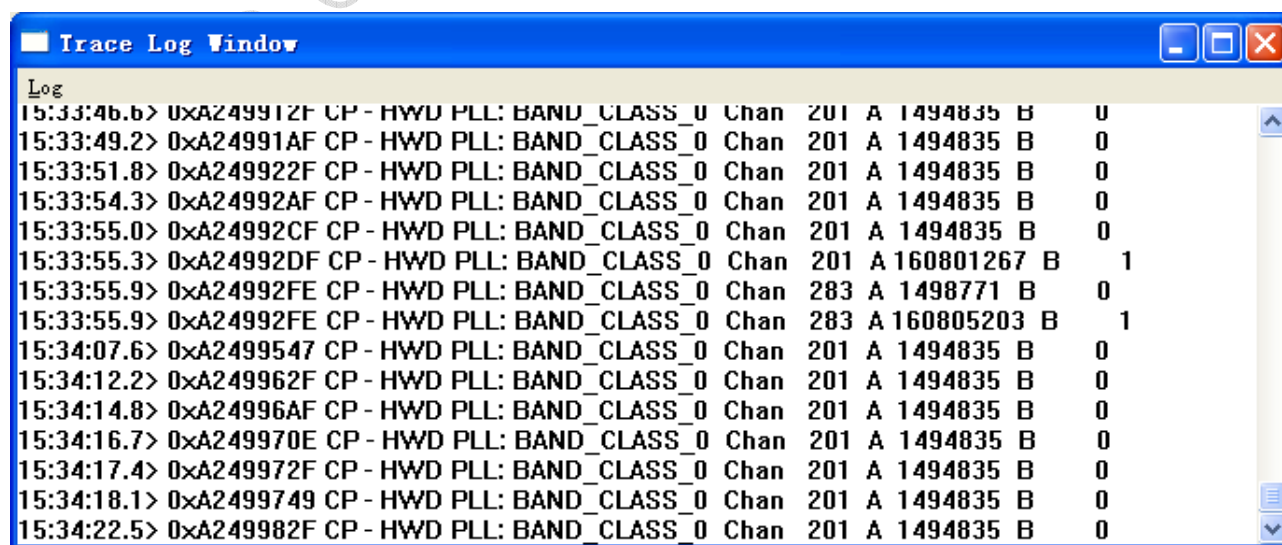 Trace Log Window
Log
15:33:46.6> 0xA249912F CP - HWD PLL: BAND_CLASS_0 Chan 201 A 1494835 B 0
15:33:49.2> 0xA24991AF CP - HWD PLL: BAND_CLASS_0 Chan 201 A 1494835 B 0
15:33:51.8> 0xA249922F CP - HWD PLL: BAND_CLASS_0 Chan 201 A 1494835 B 0
15:33:54.3> 0xA24992AF CP - HWD PLL: BAND_CLASS_0 Chan 201 A 1494835 B 0
15:33:55.0> 0xA24992CF CP - HWD PLL: BAND_CLASS_0 Chan 201 A 1494835 B 0
15:33:55.3> 0xA24992DF CP - HWD PLL: BAND_CLASS_0 Chan 201 A 160801267 B 1
15:33:55.9> 0xA24992FE CP - HWD PLL: BAND_CLASS_0 Chan 283 A 1498771 B 0
15:33:55.9> 0xA24992FE CP - HWD PLL: BAND_CLASS_0 Chan 283 A 160805203 B 1
15:34:07.6> 0xA2499547 CP - HWD PLL: BAND_CLASS_0 Chan 201 A 1494835 B 0
15:34:12.2> 0xA249962F CP - HWD PLL: BAND_CLASS_0 Chan 201 A 1494835 B 0
15:34:14.8> 0xA24996AF CP - HWD PLL: BAND_CLASS_0 Chan 201 A 1494835 B 0
15:34:16.7> 0xA249970E CP - HWD PLL: BAND_CLASS_0 Chan 201 A 1494835 B 0
15:34:17.4> 0xA249972F CP - HWD PLL: BAND_CLASS_0 Chan 201 A 1494835 B 0
15:34:18.1> 0xA2499749 CP - HWD PLL: BAND_CLASS_0 Chan 201 A 1494835 B 0
15:34:22.5> 0xA249982F CP - HWD PLL: BAND_CLASS_0 Chan 201 A 1494835 B 0